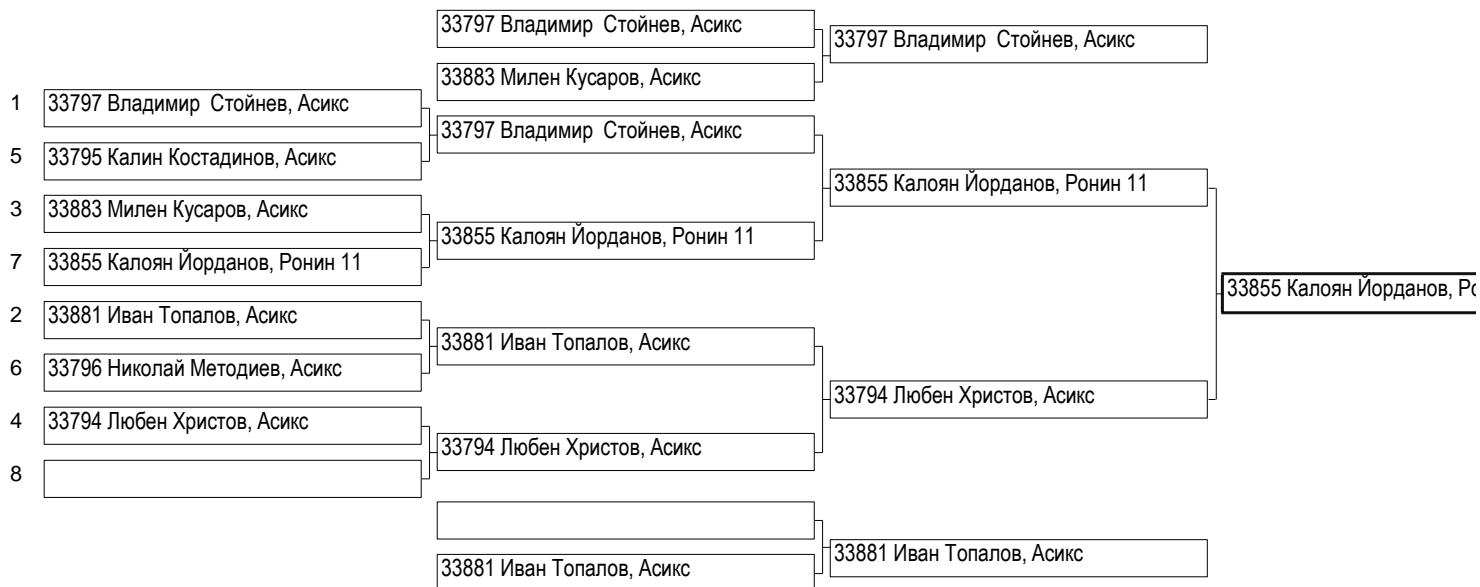 33797 Владимир  Стойнев, Асикс
33797 Владимир  Стойнев, Асикс
33883 Милен Кусаров, Асикс
1 33797 Владимир  Стойнев, Асикс
33797 Владимир  Стойнев, Асикс
5 33795 Калин Костадинов, Асикс
33855 Калоян Йорданов, Ронин 11
3 33883 Милен Кусаров, Асикс
33855 Калоян Йорданов, Ронин 11
7 33855 Калоян Йорданов, Ронин 11
33855 Калоян Йорданов, Ро
2 33881 Иван Топалов, Асикс
33881 Иван Топалов, Асикс
6 33796 Николай Методиев, Асикс
33794 Любен Христов, Асикс
4 33794 Любен Христов, Асикс
33794 Любен Христов, Асикс
8
33881 Иван Топалов, Асикс
33881 Иван Топалов, Асикс